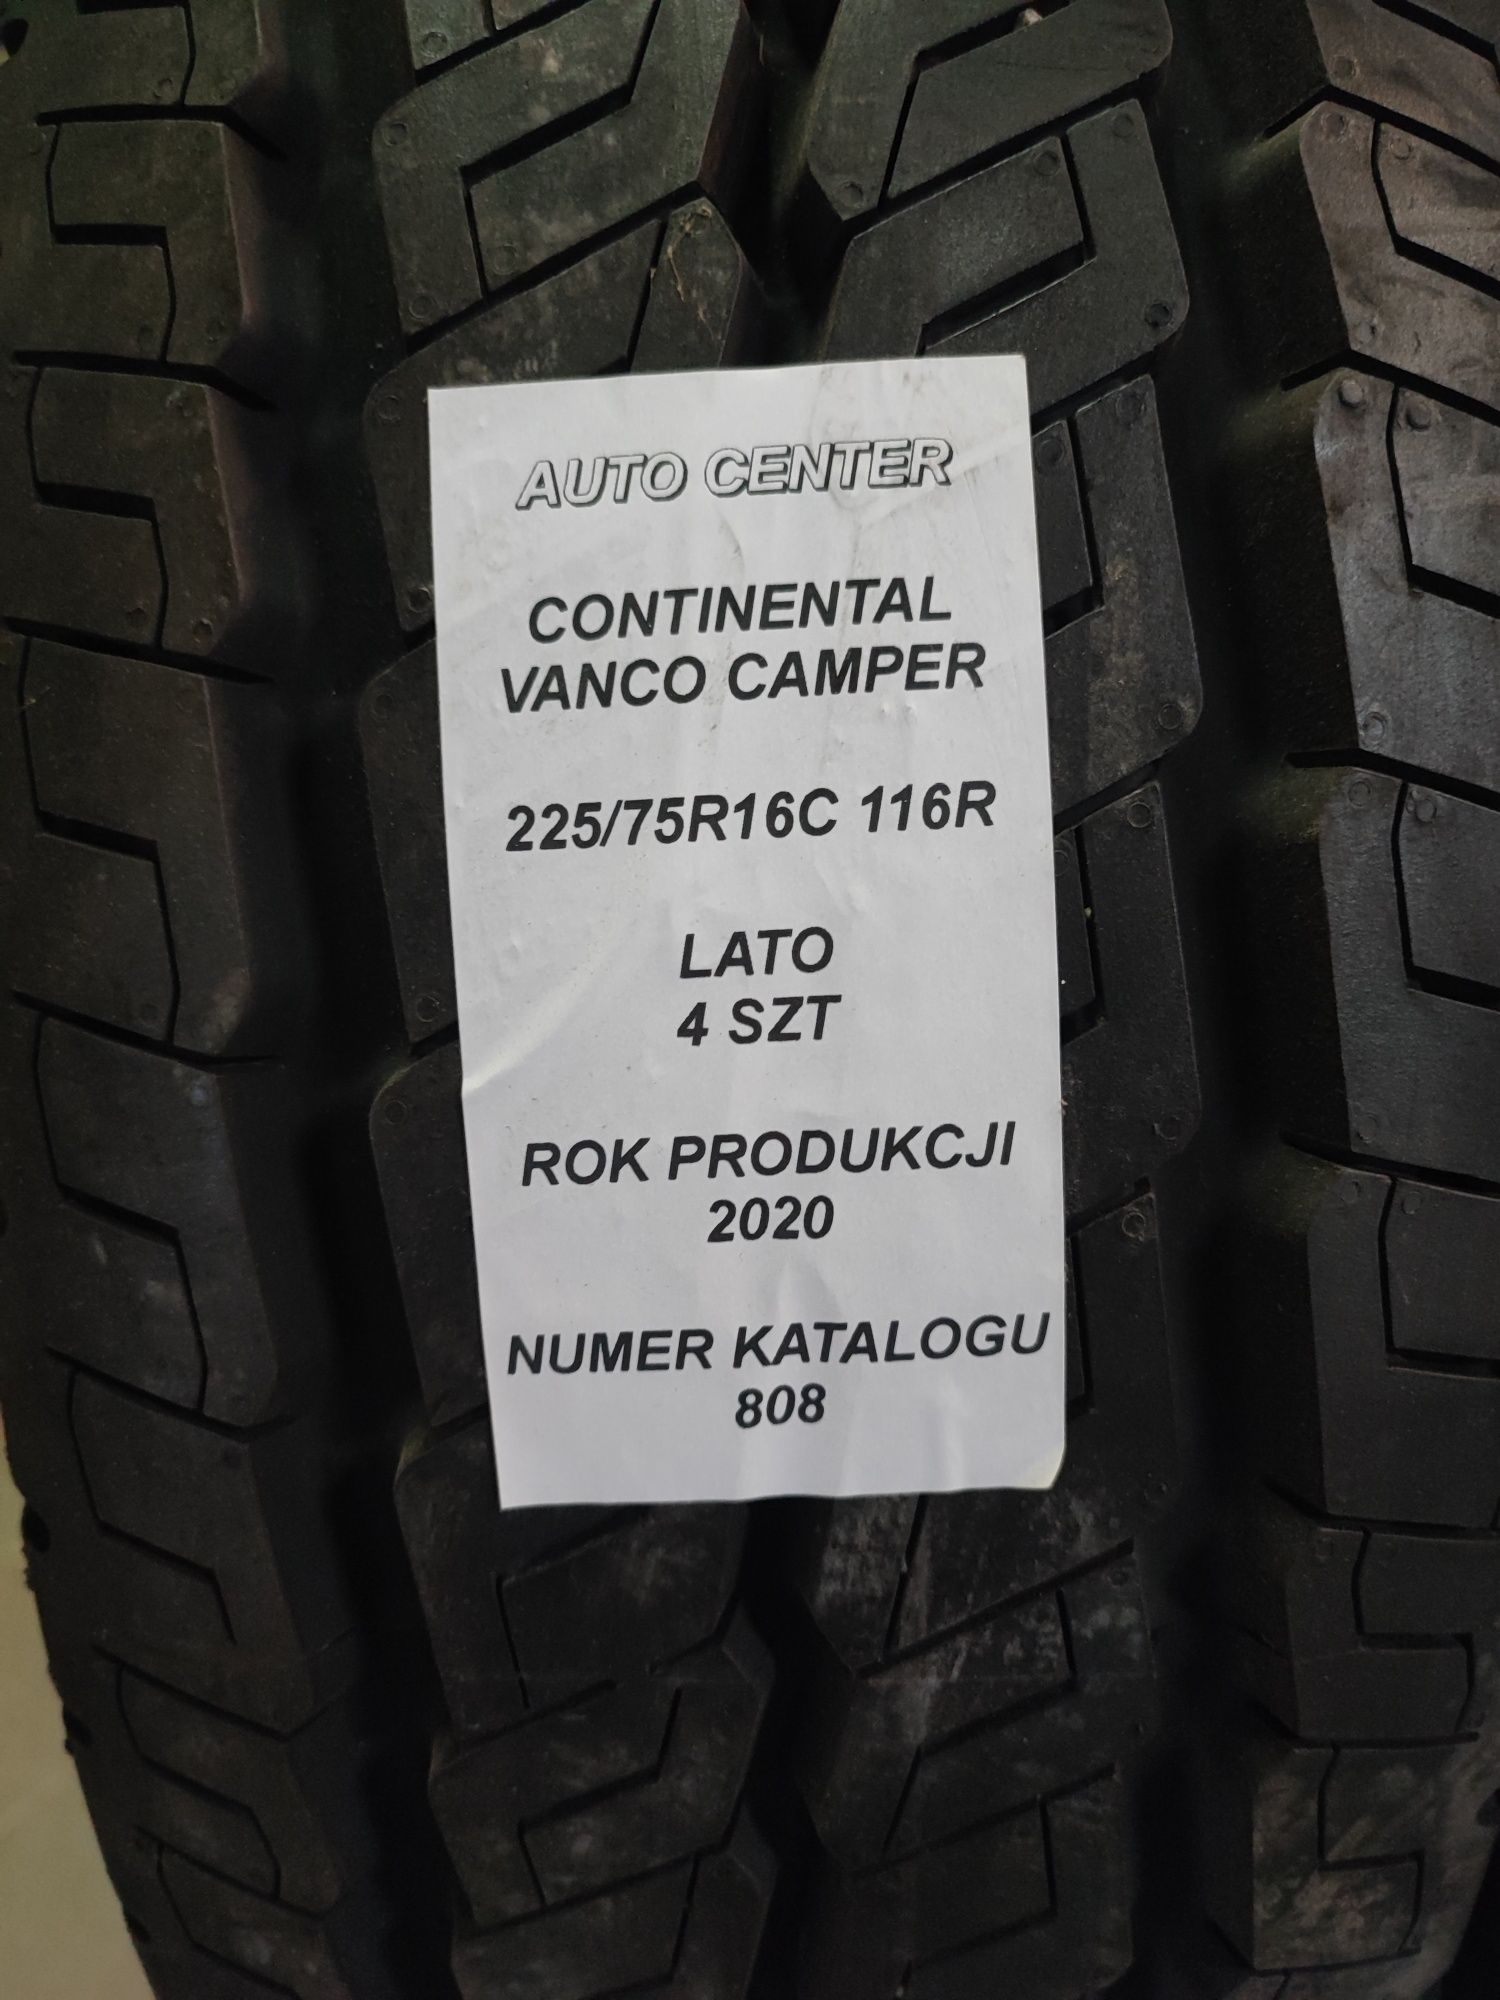 AUTO CENTER
CONTINENTAL
VANCO CAMPER
225/75R16C 116R
LATO
4 SZT
ROK PRODUKCJI
2020
NUMER KATALOGU
808